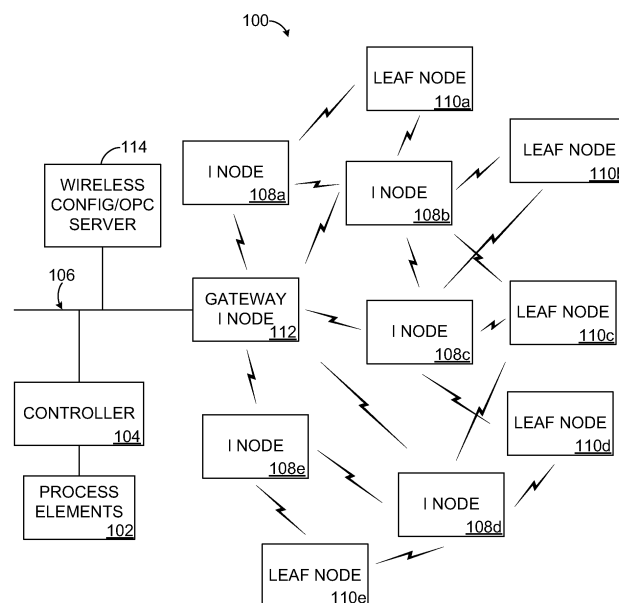 100
LEAF NODE
110a
114
WIRELESS
CONFIG/OPC
SERVER
I NODE
108a
I NODE
108b
LEAF NODE
110b
106
GATEWAY
I NODE
112
I NODE
108c
LEAF NODE
110c
CONTROLLER
104
I NODE
108e
LEAF NODE
110d
PROCESS
ELEMENTS
102
I NODE
108d
LEAF NODE
110e